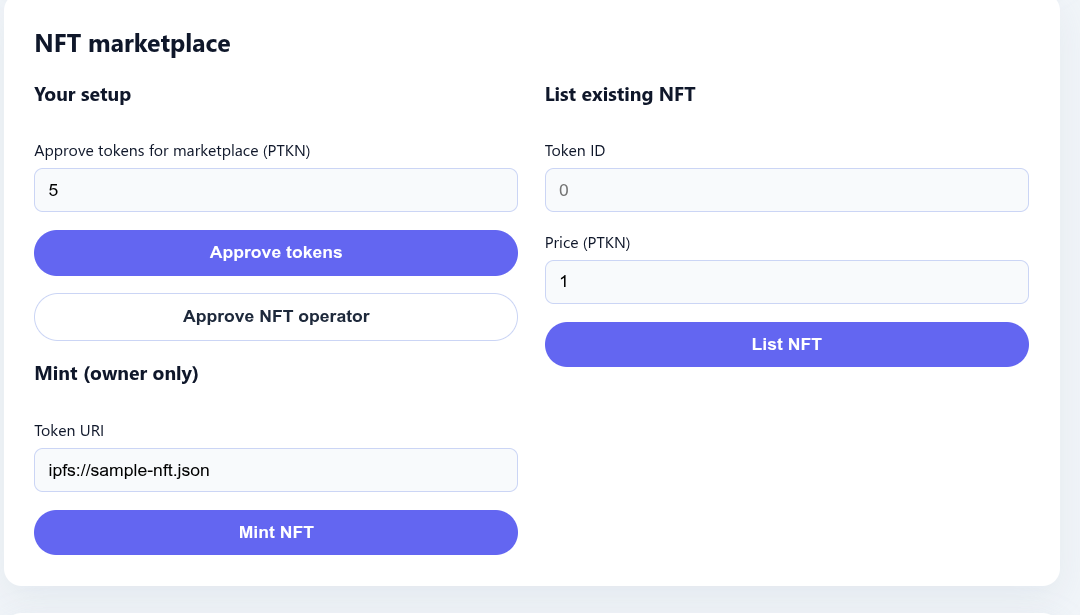 NFT marketplace
Your setup
Approve tokens for marketplace (PTKN)
5
Approve tokens
Approve NFT operator
Mint (owner only)
Token URI
ipfs://sample-nft.json
Mint NFT
List existing NFT
Token ID
0
Price (PTKN)
1
List NFT